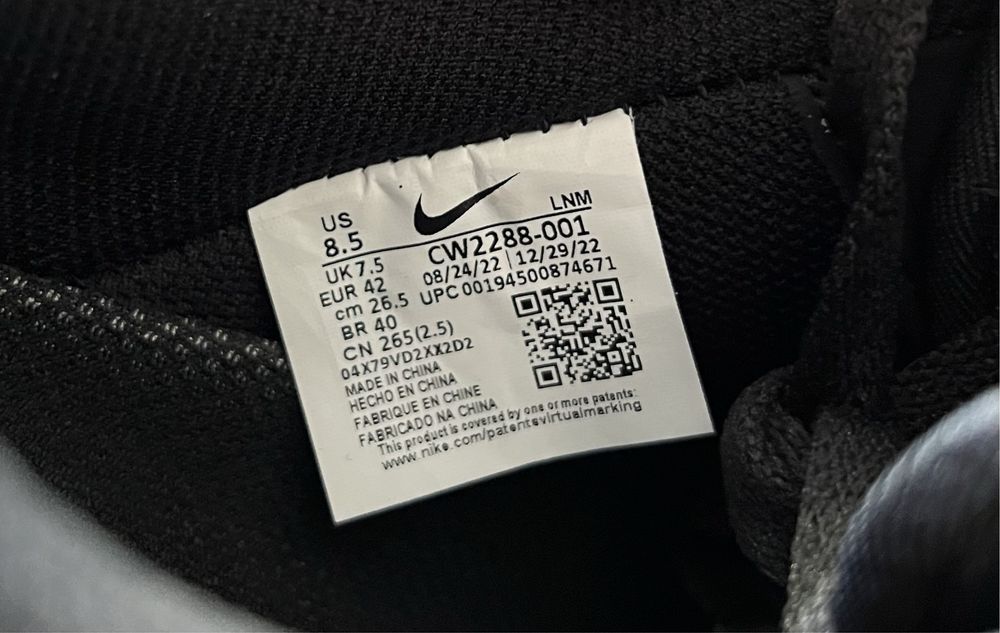 US
8.5
LNM
CW2288-001
UK 7.5
08/24/22 | 12/29/22
EUR 42
UPC 00194500874671
cm 26.5
BR 40
CN 265(2.5)
04X79VD2XX2D2
MADE IN CHINA
HECHO EN CHINA
FABRIQUE EN CHINE
FABRICADO NA CHINA
This product is covered by one or more patents:
www.nike.com/patentsvirtualmarking